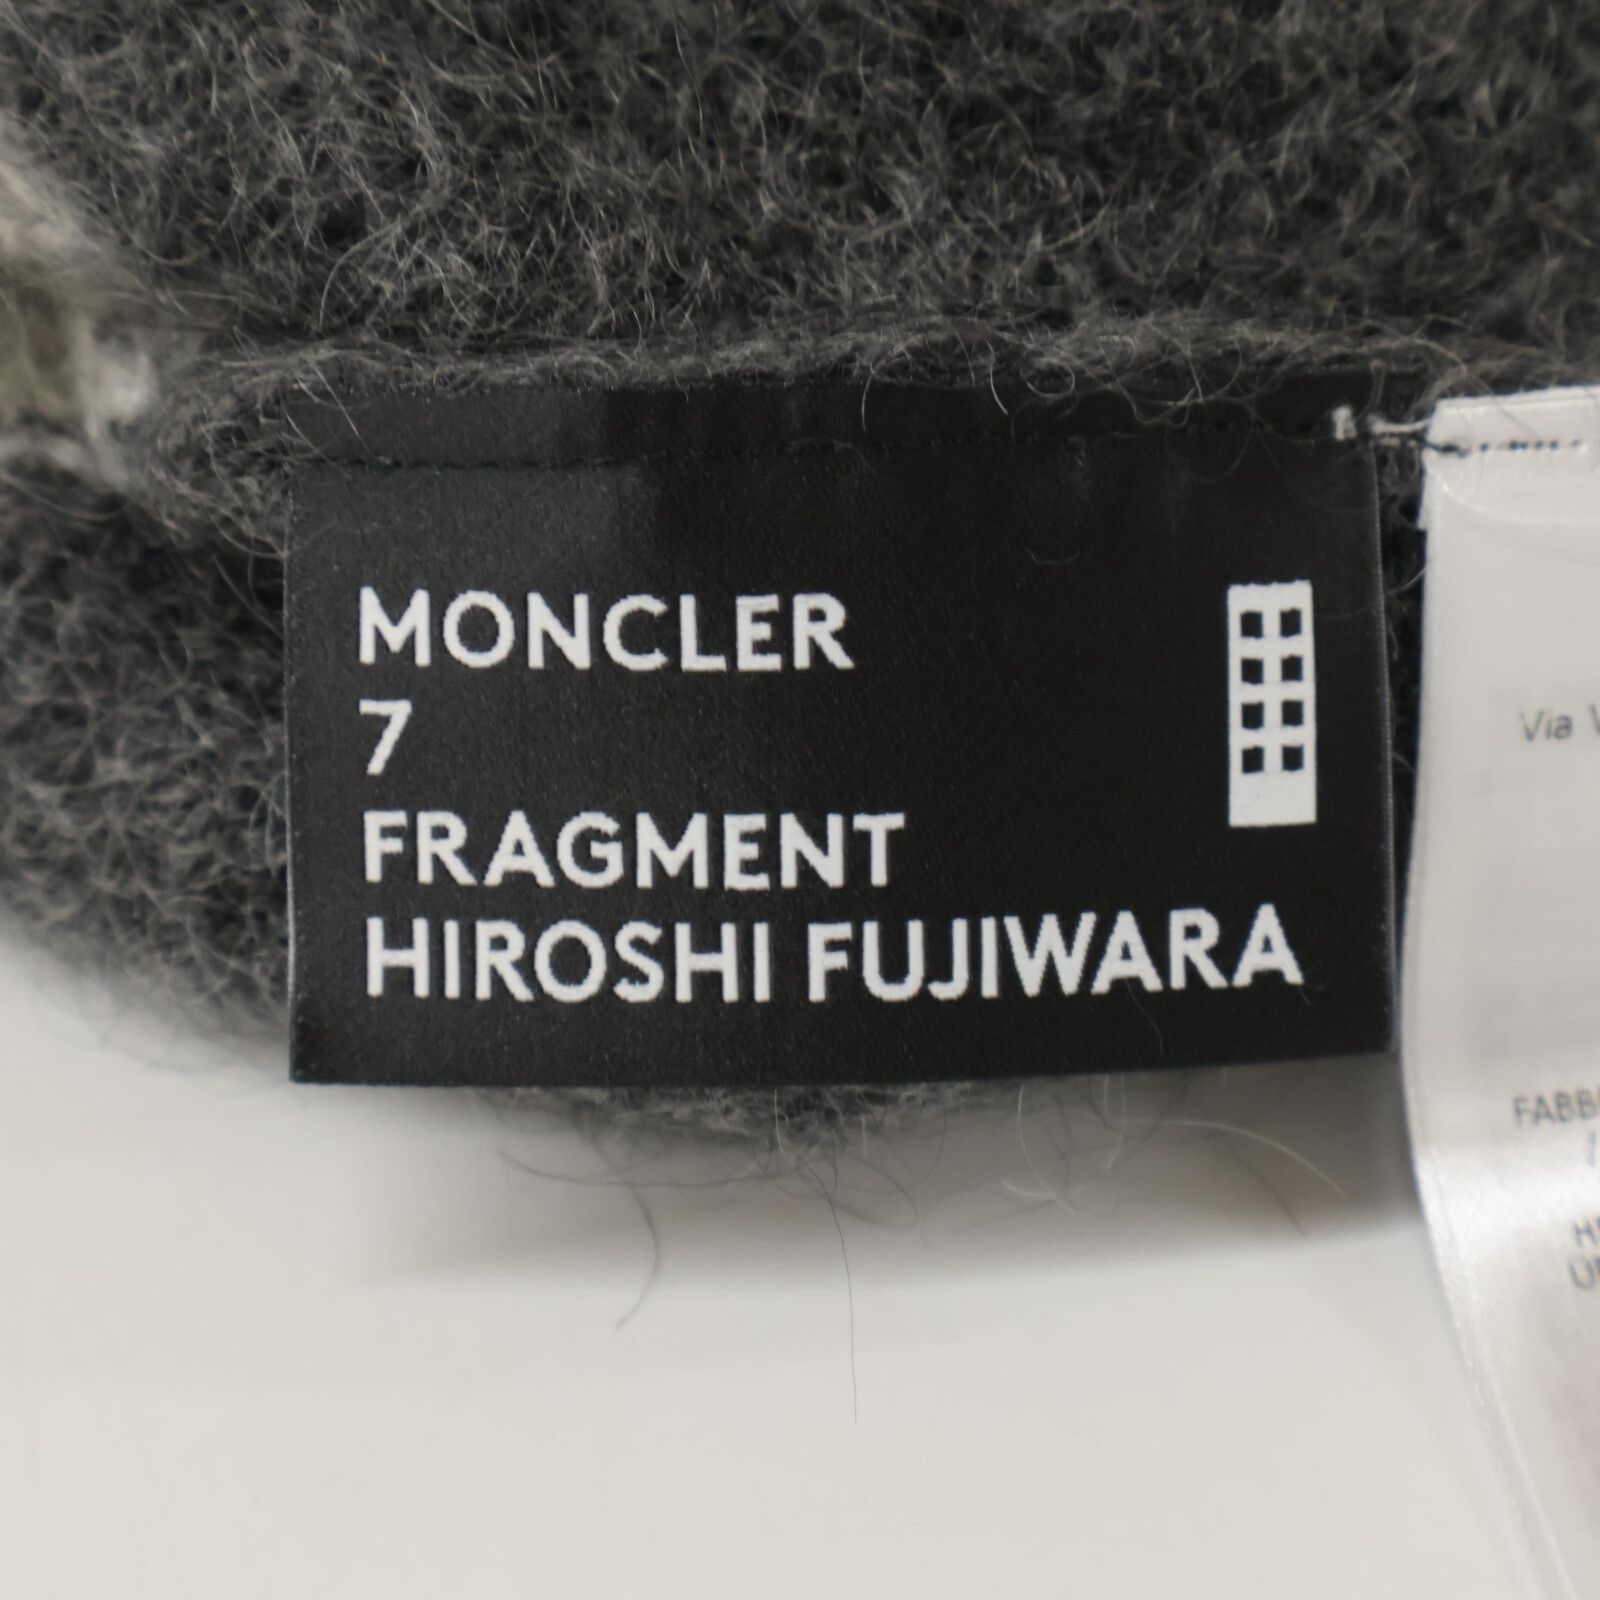 MONCLER
7
FRAGMENT
HIROSHI FUJIWARA
Via